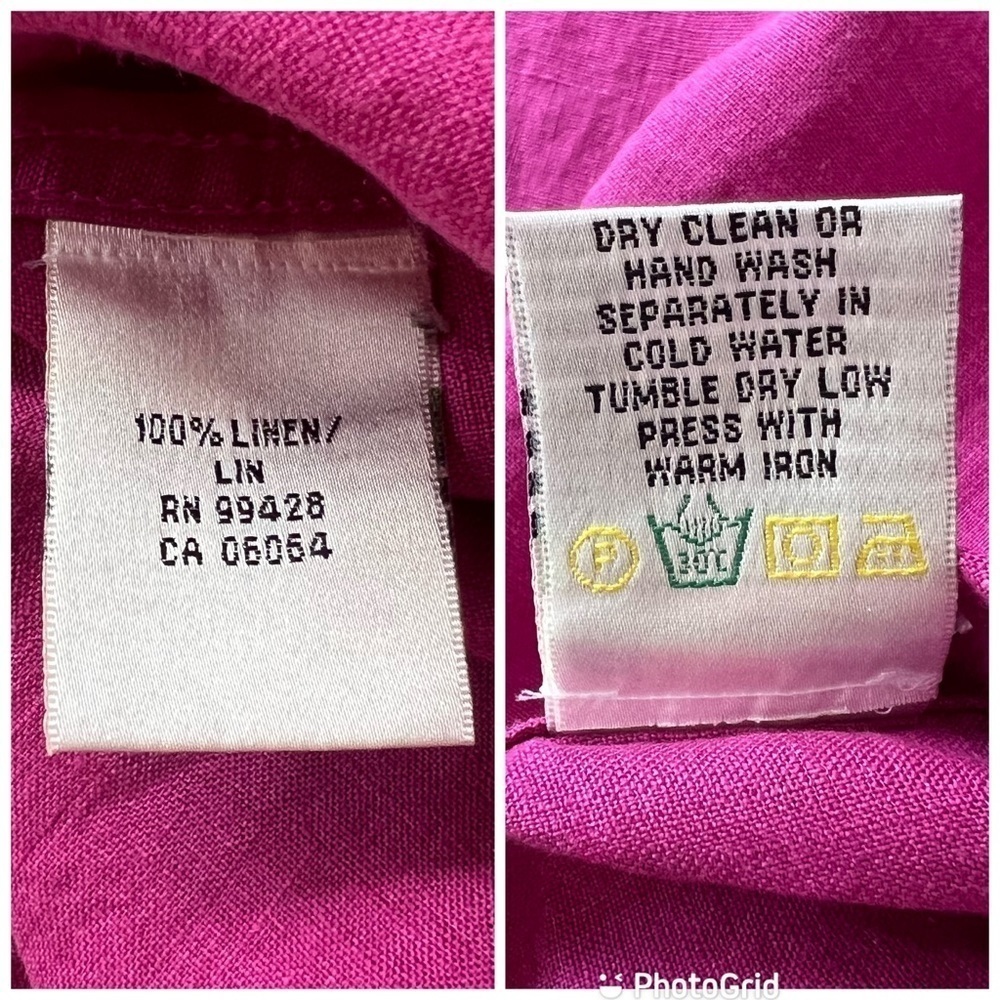 100% LINEN/
LIN
RN 99428
CA 06064
DRY CLEAN OR
HAND WASH
SEPARATELY IN
COLD WATER
TUMBLE DRY LOW
PRESS WITH
WARM IRON
P
30°C
PhotoGrid